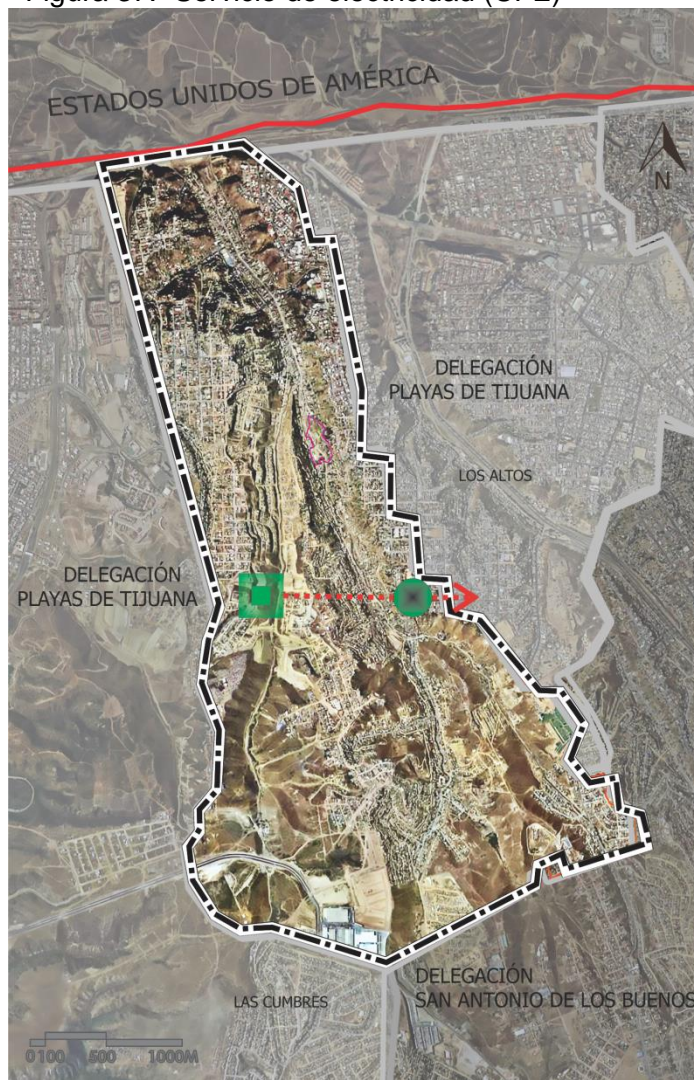 ESTADOS UNIDOS DE AMÉRICA
N
DELEGACIÓN
PLAYAS DE TIJUANA
LOS ALTOS
DELEGACIÓN
PLAYAS DE TIJUANA
DELEGACIÓN
SAN ANTONIO DE LOS BUENOS
LAS CUMBRES
0 100 500 1000M